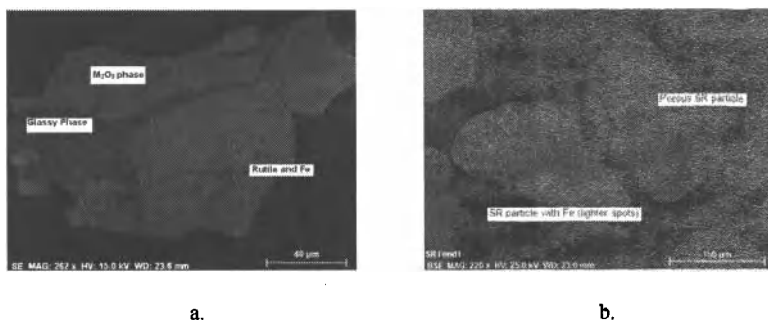 M₂O₃ phase
Glassy Phase
Rutile and Fe
60 µm
SE MAG: 262 x HV: 15.0 kV WD: 23.6 mm
a.
Porous SR particle
SR particle with Fe (lighter spots)
100 µm
BSE MAG: 220 x HV: 25.0 kV WD: 23.0 mm
b.